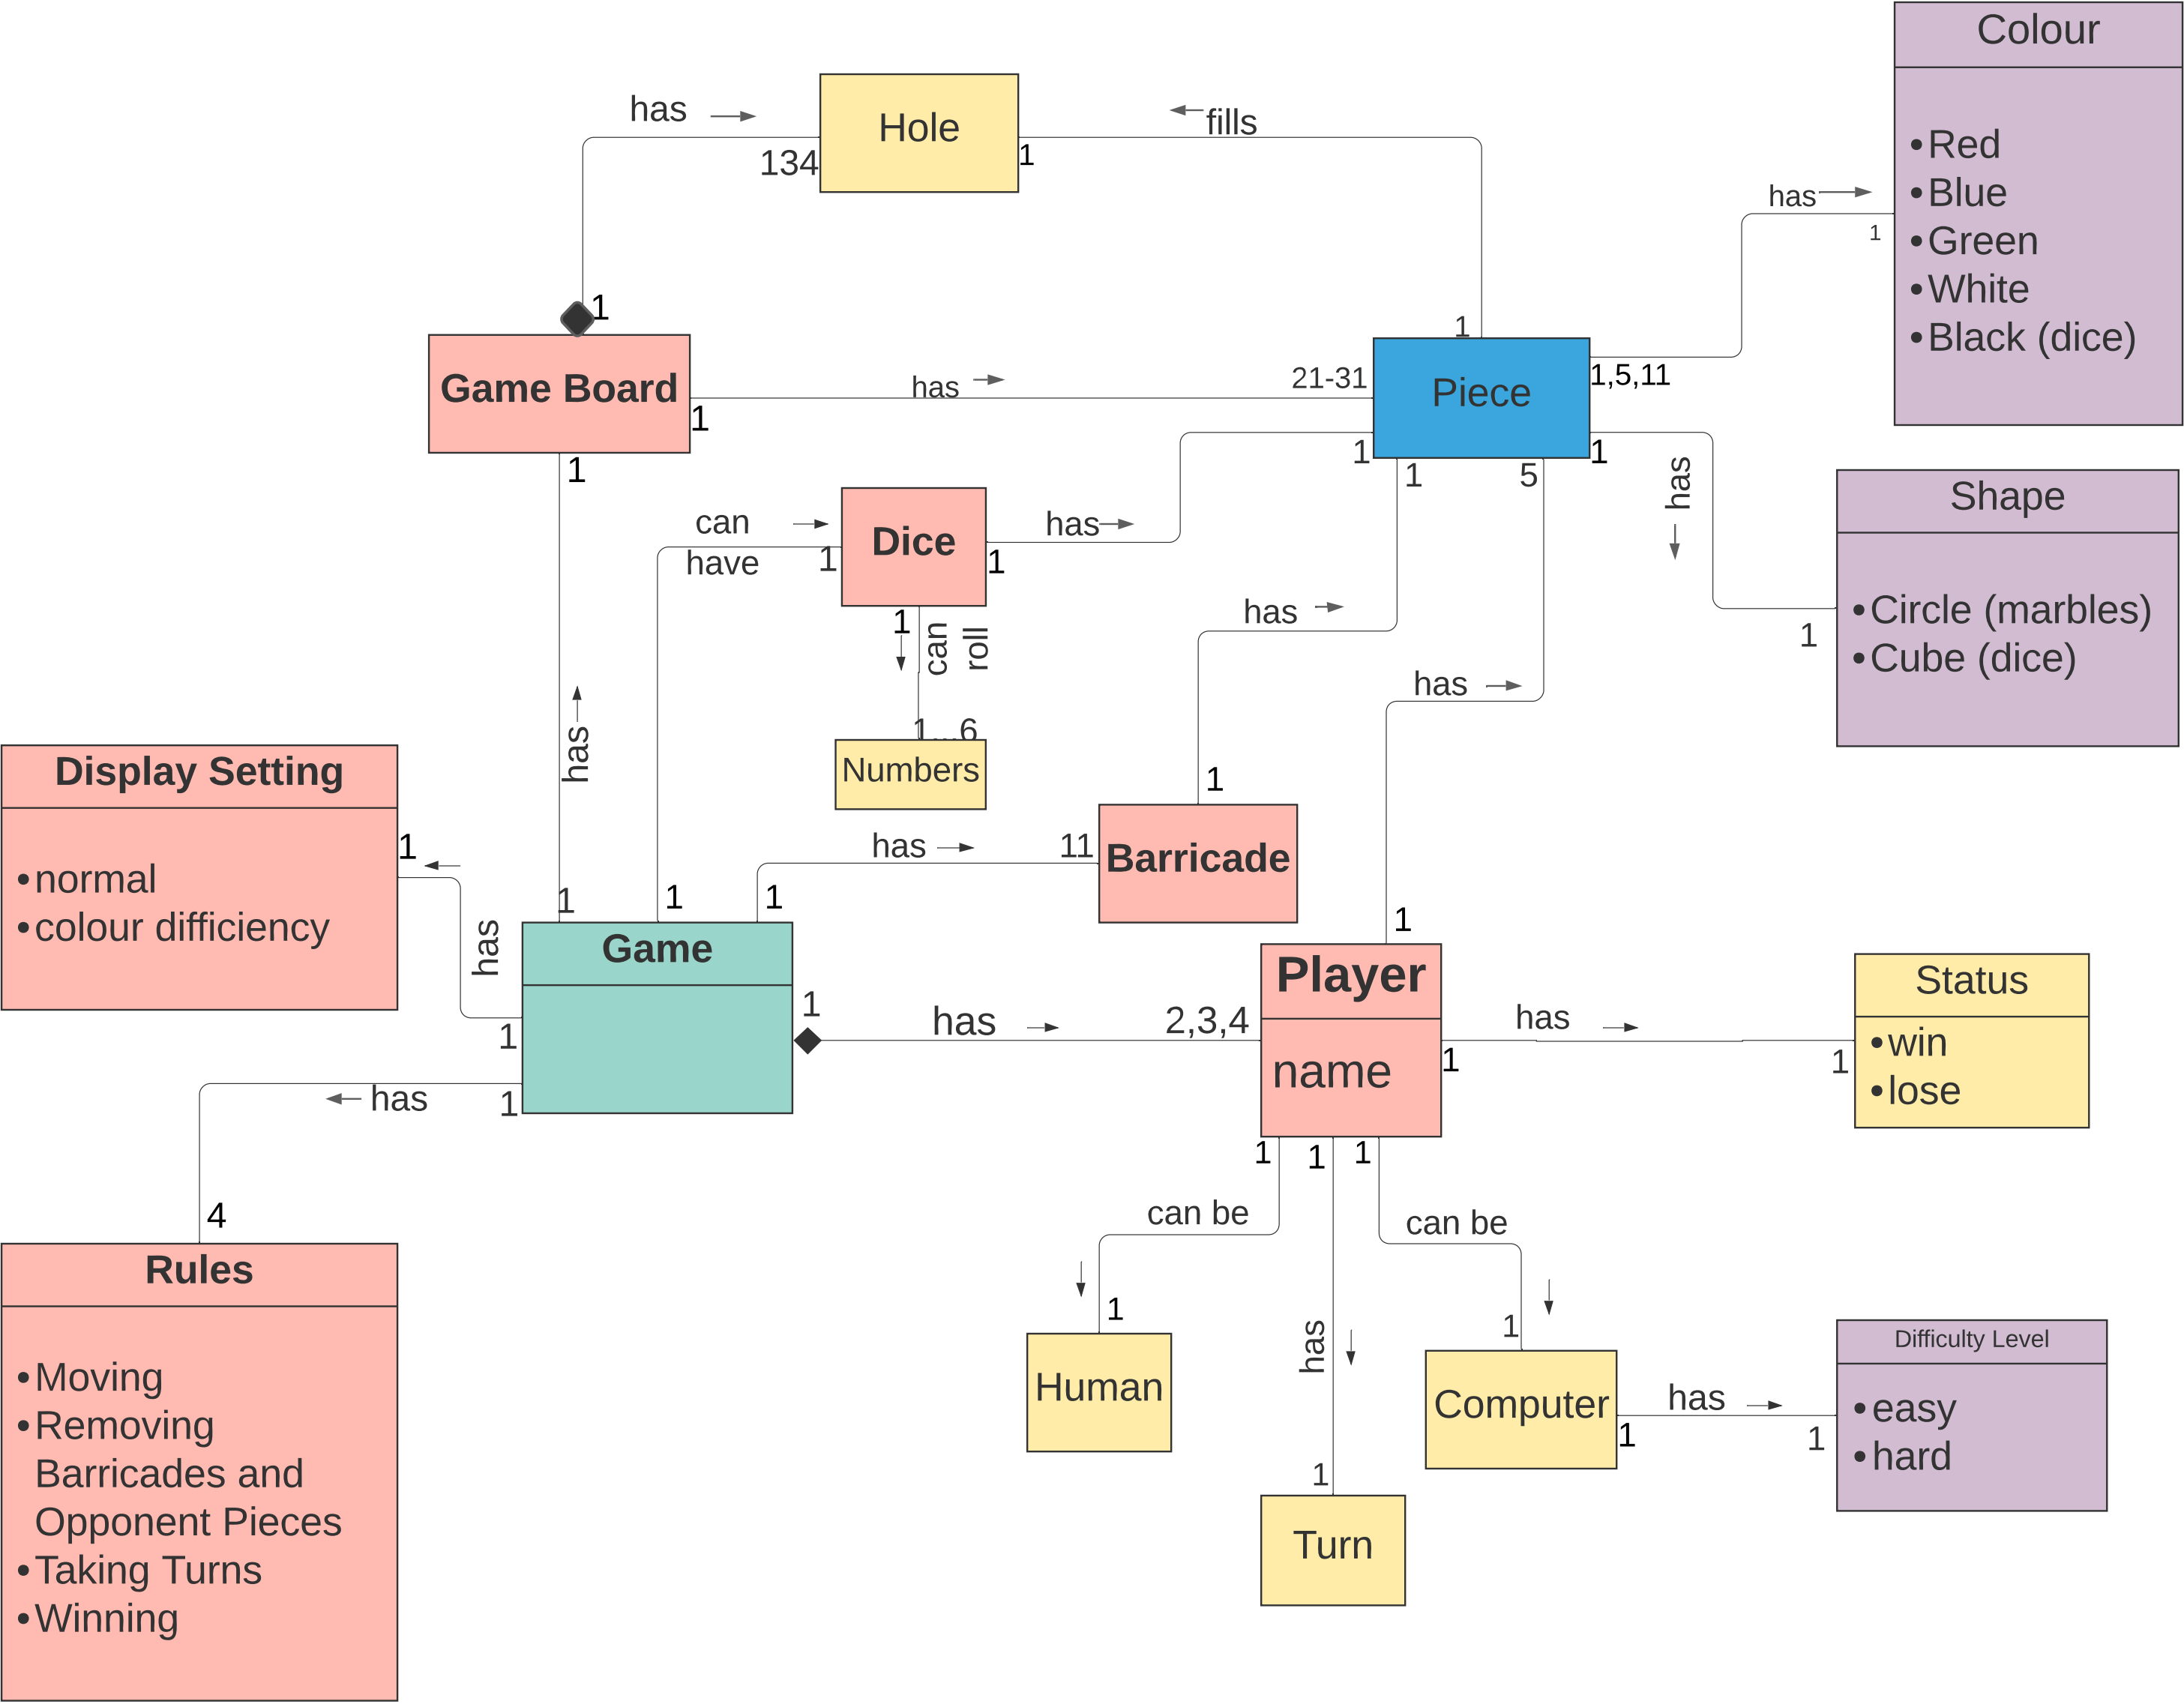 Colour
• Red
• Blue
• Green
• White
• Black (dice)
has
1
Hole
has
134
fills
1
1
Game Board
1
has
1
21-31
1
Piece
1,5,11
1
1
5
1
has
Shape
• Circle (marbles)
• Cube (dice)
1
1
has
1
can
have
1
Dice
has
1
1
can
roll
1...6
Numbers
has
1
has
11
Barricade
has
1
Display Setting
• normal
• colour difficiency
1
has
1
1
1
Game
1
1
has
2,3,4
Player
name
has
1
1
Status
• win
• lose
has
1
4
Rules
• Moving
• Removing
Barricades and
Opponent Pieces
• Taking Turns
• Winning
1
1
1
can be
can be
1
Human
has
1
Turn
1
Computer
has
1
1
Difficulty Level
• easy
• hard